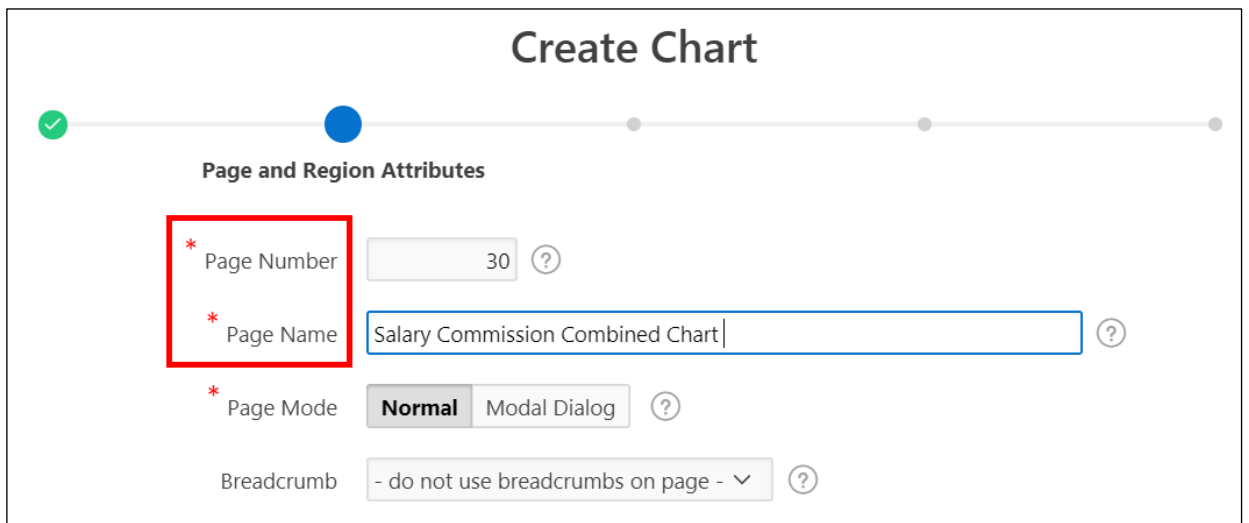 Create Chart
Page and Region Attributes
* Page Number 30 ?
* Page Name Salary Commission Combined Chart ?
* Page Mode Normal Modal Dialog ?
Breadcrumb - do not use breadcrumbs on page - ?